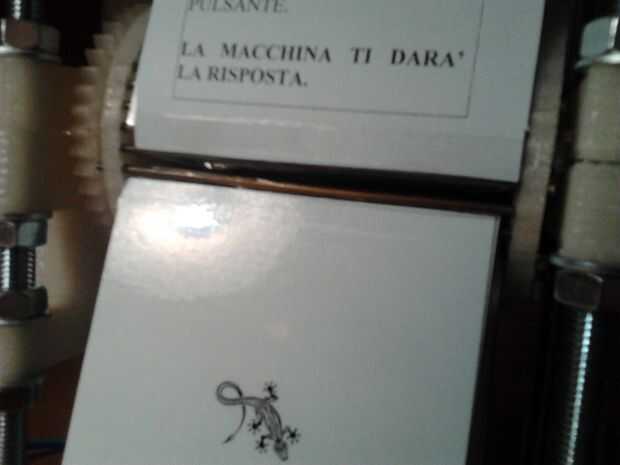 PULSANTE.
LA MACCHINA TI DARA'
LA RISPOSTA.